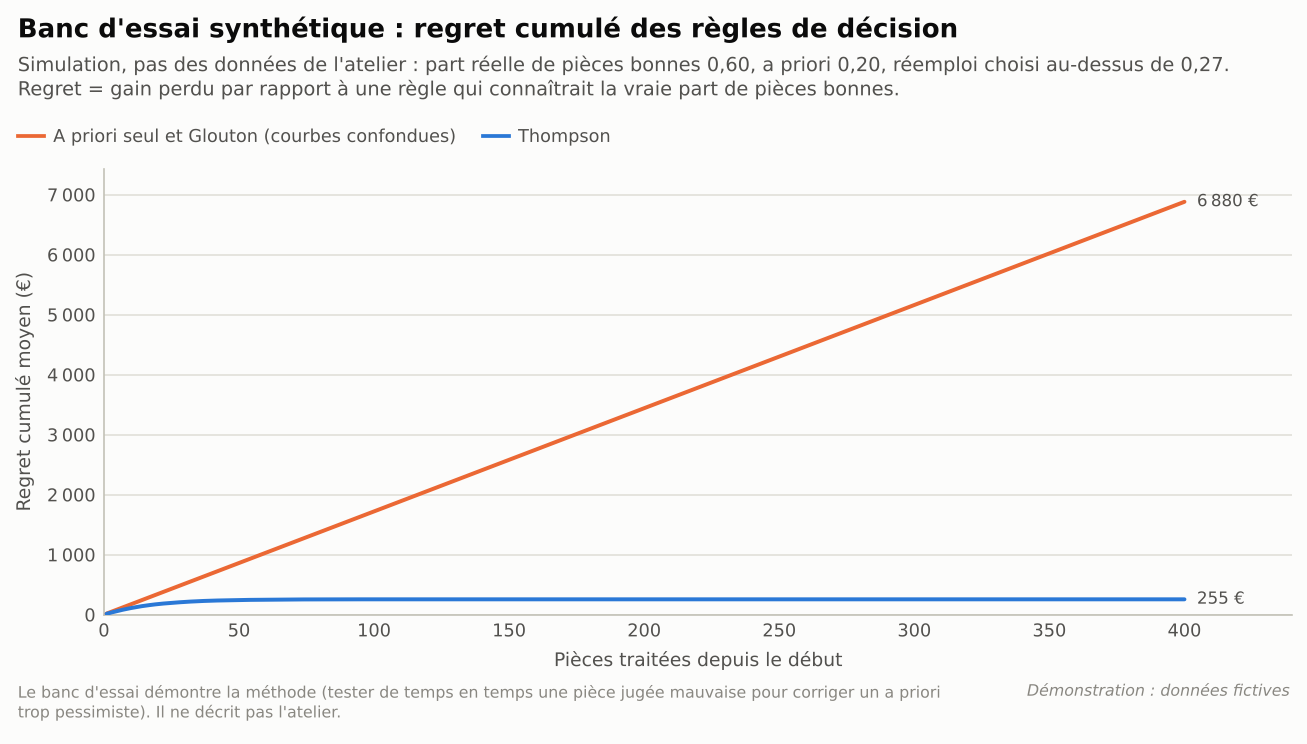 Banc d'essai synthétique : regret cumulé des règles de décision
Simulation, pas des données de l'atelier : part réelle de pièces bonnes 0,60, a priori 0,20, réemploi choisi au-dessus de 0,27.
Regret = gain perdu par rapport à une règle qui connaîtrait la vraie part de pièces bonnes.
A priori seul et Glouton (courbes confondues)
Thompson
Regret cumulé moyen (€)
7 000
6 000
5 000
4 000
3 000
2 000
1 000
0
6 880 €
255 €
0
50
100
150
200
250
300
350
400
Pièces traitées depuis le début
Le banc d'essai démontre la méthode (tester de temps en temps une pièce jugée mauvaise pour corriger un a priori
trop pessimiste). Il ne décrit pas l'atelier.
Démonstration : données fictives